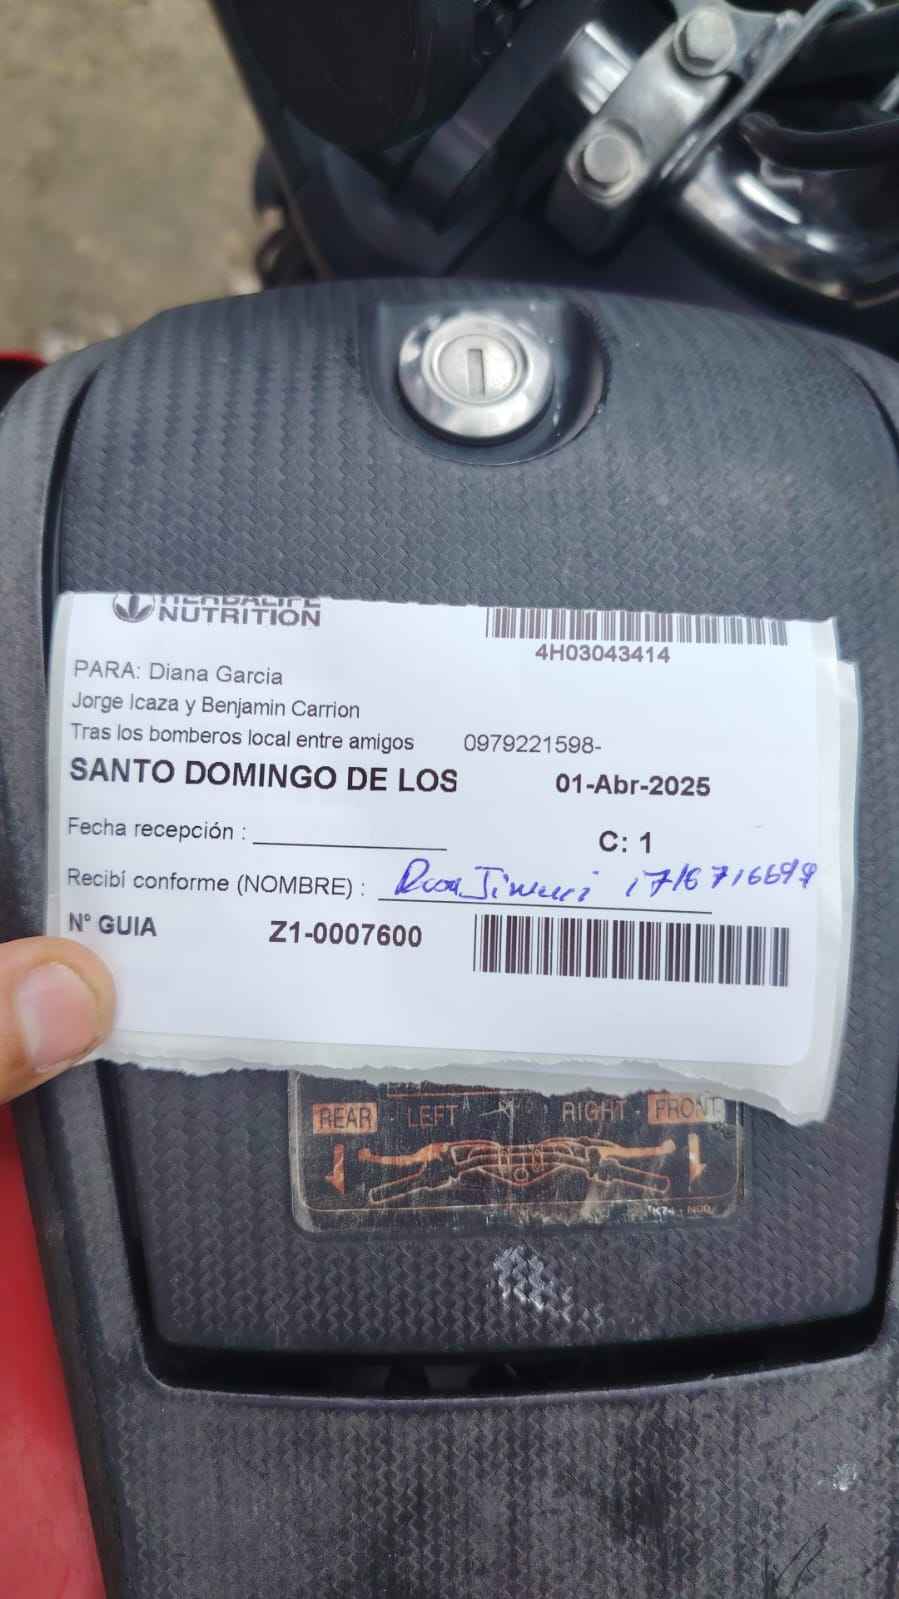 HERBALIFE
NUTRITION
4H03043414
PARA: Diana Garcia
Jorge Icaza y Benjamin Carrion
Tras los bomberos local entre amigos 0979221598-
SANTO DOMINGO DE LOS 01-Abr-2025
Fecha recepción :
C: 1
Recibí conforme (NOMBRE) :
N° GUIA Z1-0007600
REAR LEFT RIGHT FRONT